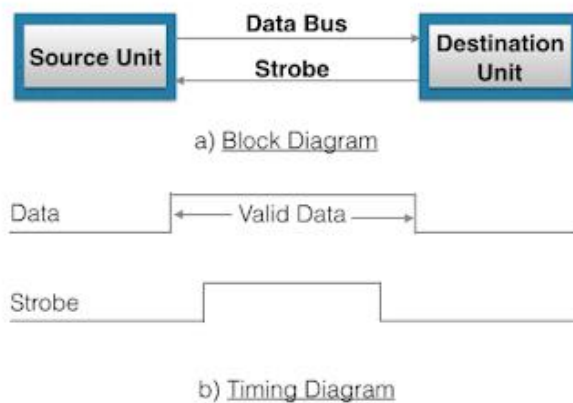 Data Bus
Source Unit
Destination
Unit
Strobe
a) Block Diagram
Data
Valid Data
Strobe
b) Timing Diagram